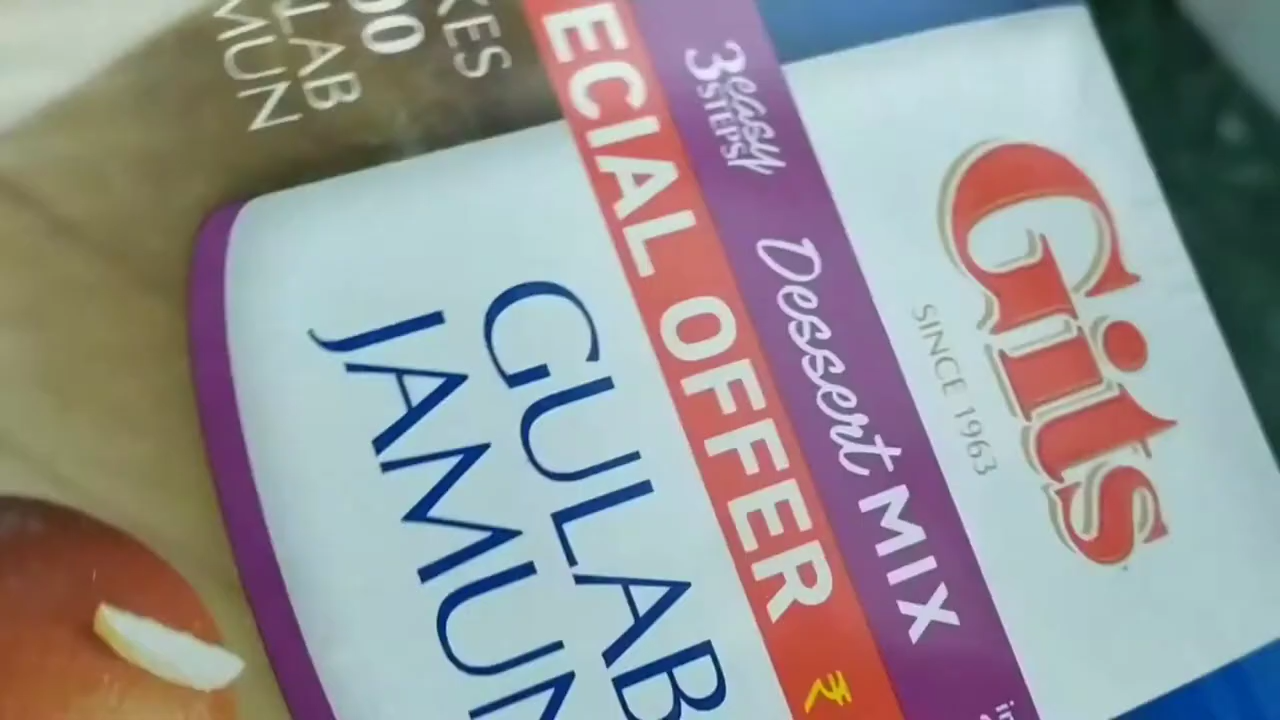 Gits
SINCE 1963
3 easy STEPS!
Dessert MIX
ECIAL OFFER ₹
GULAB
JAMUN
KES
00
LAB
MUN